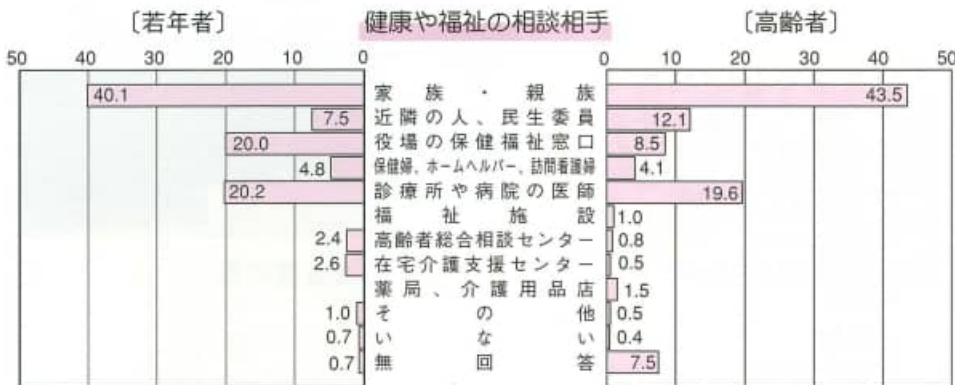 〔若年者〕 健康や福祉の相談相手 〔高齢者〕
50 40 30 20 10 0 0 10 20 30 40 50
40.1 家族・親族 43.5
7.5 近隣の人、民生委員 12.1
20.0 役場の保健福祉窓口 8.5
4.8 保健婦、ホームヘルパー、訪問看護婦 4.1
20.2 診療所や病院の医師 19.6
福祉施設 1.0
2.4 高齢者総合相談センター 0.8
2.6 在宅介護支援センター 0.5
薬局、介護用品店 1.5
1.0 その他 0.5
0.7 いない 0.4
0.7 無回答 7.5